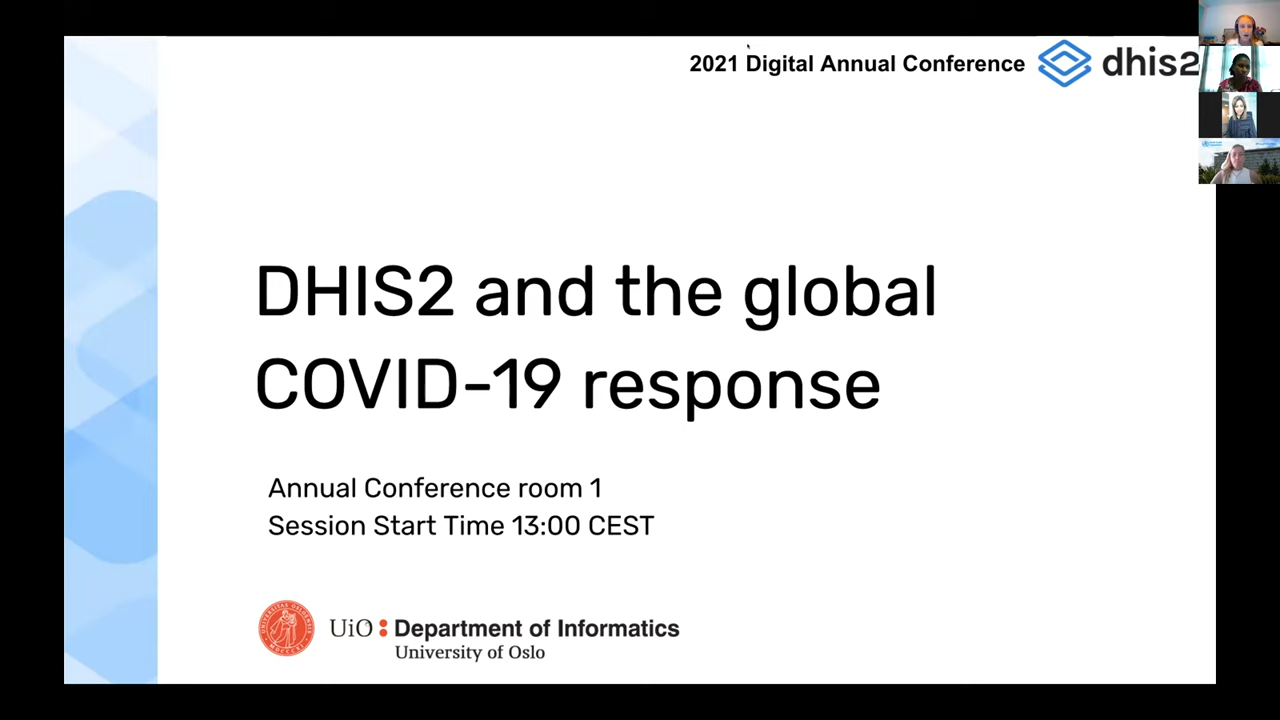 2021 Digital Annual Conference dhis2
DHIS2 and the global
COVID-19 response
Annual Conference room 1
Session Start Time 13:00 CEST
UiO : Department of Informatics
University of Oslo